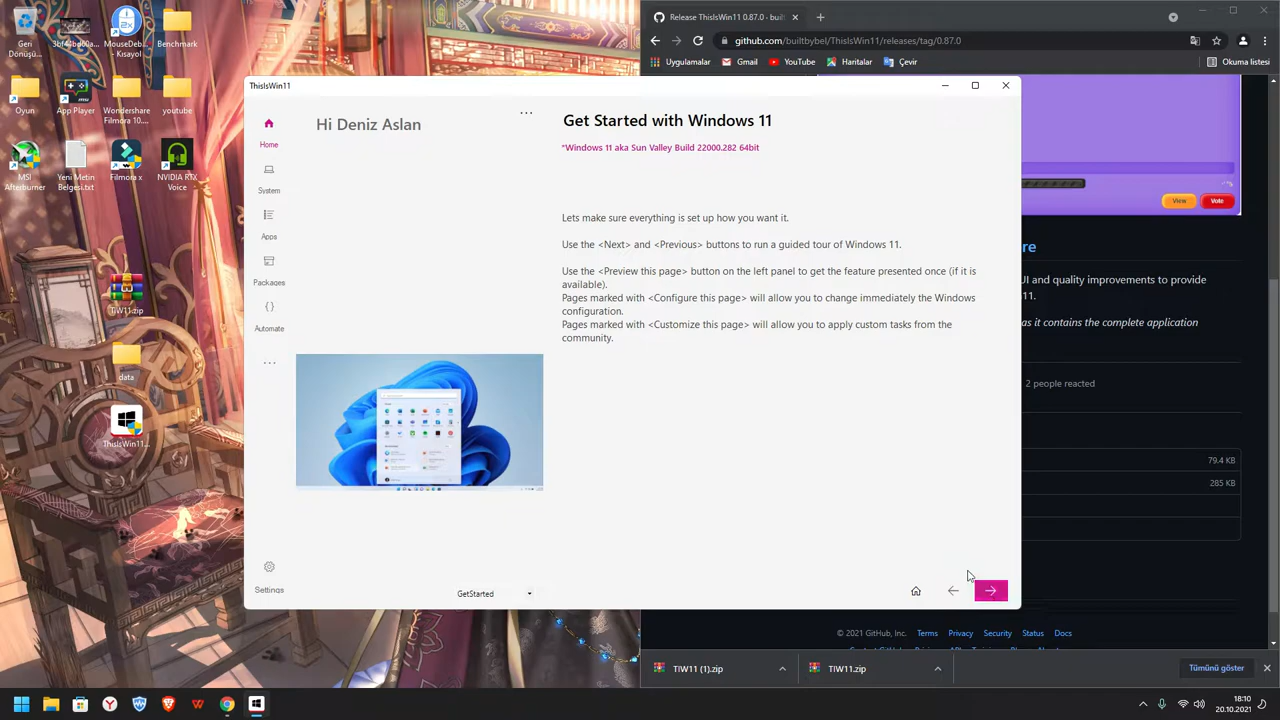 Geri
Dönüşü...
3bf44bd60a...
MouseDeb...
- Kısayol
Benchmark
Oyun
App Player
Wondershare
Filmora 10....
youtube
MSI
Afterburner
Yeni Metin
Belgesi.txt
Filmora x
NVIDIA RTX
Voice
TIW11.zip
data
ThisIsWin11...
Release ThisIsWin11 0.87.0 · built
github.com/builtbybel/ThisIsWin11/releases/tag/0.87.0
Uygulamalar
Gmail
YouTube
Haritalar
Çevir
Okuma listesi
ThisIsWin11
Home
System
Apps
Packages
Automate
Settings
Hi Deniz Aslan
...
Get Started with Windows 11
*Windows 11 aka Sun Valley Build 22000.282 64bit
Lets make sure everything is set up how you want it.
Use the <Next> and <Previous> buttons to run a guided tour of Windows 11.
Use the <Preview this page> button on the left panel to get the feature presented once (if it is
available).
Pages marked with <Configure this page> will allow you to change immediately the Windows
configuration.
Pages marked with <Customize this page> will allow you to apply custom tasks from the
community.
GetStarted
View
Vote
re
UI and quality improvements to provide
11.
as it contains the complete application
2 people reacted
79.4 KB
285 KB
© 2021 GitHub, Inc.
Terms
Privacy
Security
Status
Docs
TIW11 (1).zip
TIW11.zip
Tümünü göster
18:10
20.10.2021